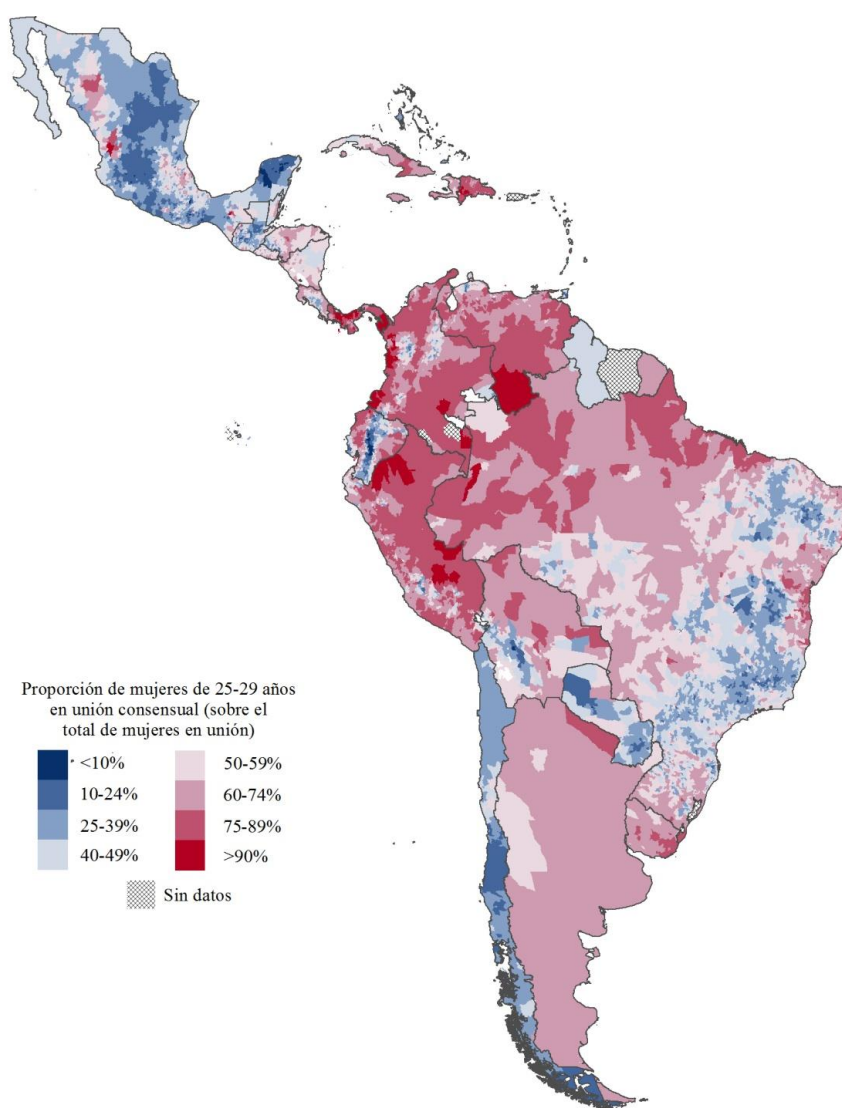 Proporción de mujeres de 25-29 años
en unión consensual (sobre el
total de mujeres en unión)
<10%
10-24%
25-39%
40-49%
50-59%
60-74%
75-89%
>90%
Sin datos